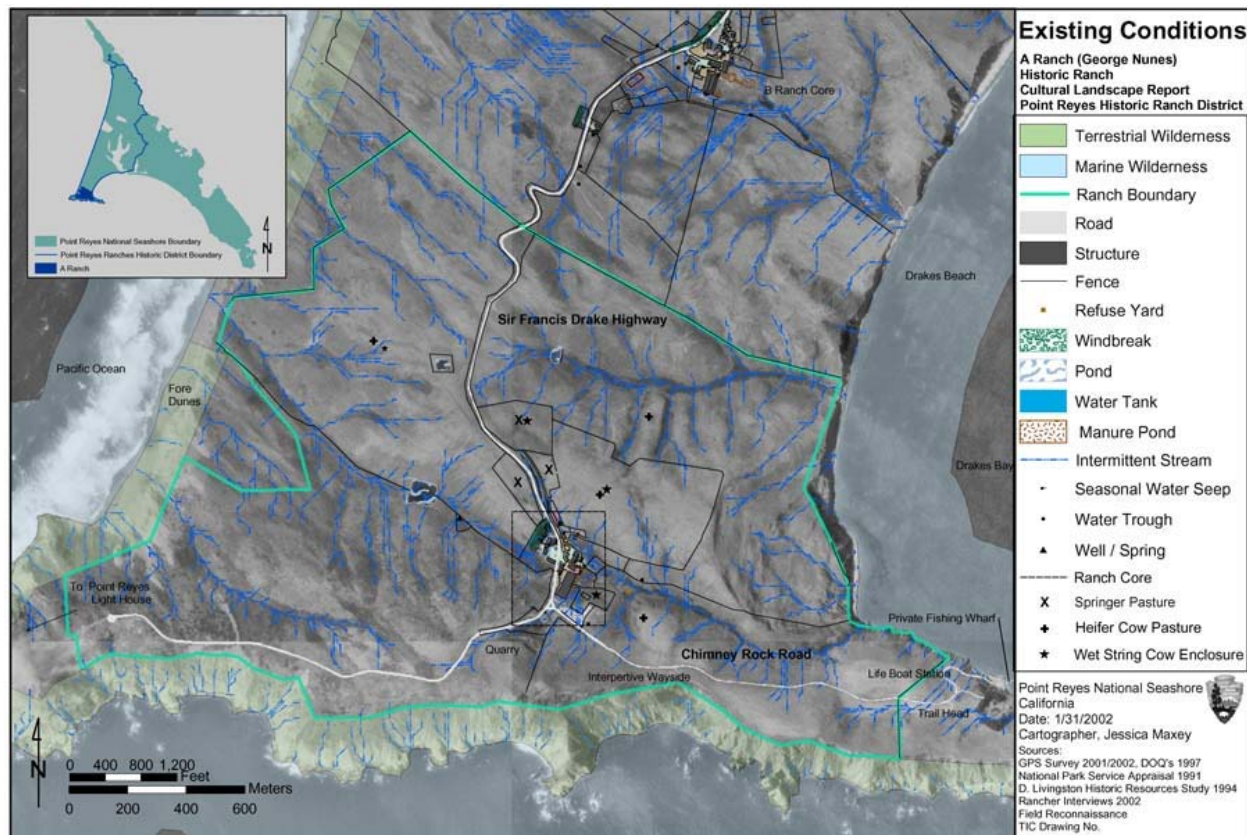 Existing Conditions
A Ranch (George Nunes)
Historic Ranch
Cultural Landscape Report
Point Reyes Historic Ranch District
Terrestrial Wilderness
Marine Wilderness
Ranch Boundary
Road
Structure
Fence
Refuse Yard
Windbreak
Pond
Water Tank
Manure Pond
Intermittent Stream
Seasonal Water Seep
Water Trough
Well / Spring
Ranch Core
X Springer Pasture
Heifer Cow Pasture
Wet String Cow Enclosure
Point Reyes National Seashore
California
Date: 1/31/2002
Cartographer, Jessica Maxey
Sources:
GPS Survey 2001/2002, DOQ's 1997
National Park Service Appraisal 1991
D. Livingston Historic Resources Study 1994
Rancher Interviews 2002
Field Reconnaissance
TIC Drawing No.
N
Point Reyes National Seashore Boundary
Point Reyes Ranches Historic District Boundary
A Ranch
B Ranch Core
Drakes Beach
Sir Francis Drake Highway
Pacific Ocean
Fore
Dunes
X
X
X
Drakes Bay
To: Point Reyes
Light House
Private Fishing Wharf
Quarry
Chimney Rock Road
Interpertive Wayside
Life Boat Station
Trail Head
N
0 400 800 1,200
Feet
Meters
0 200 400 600